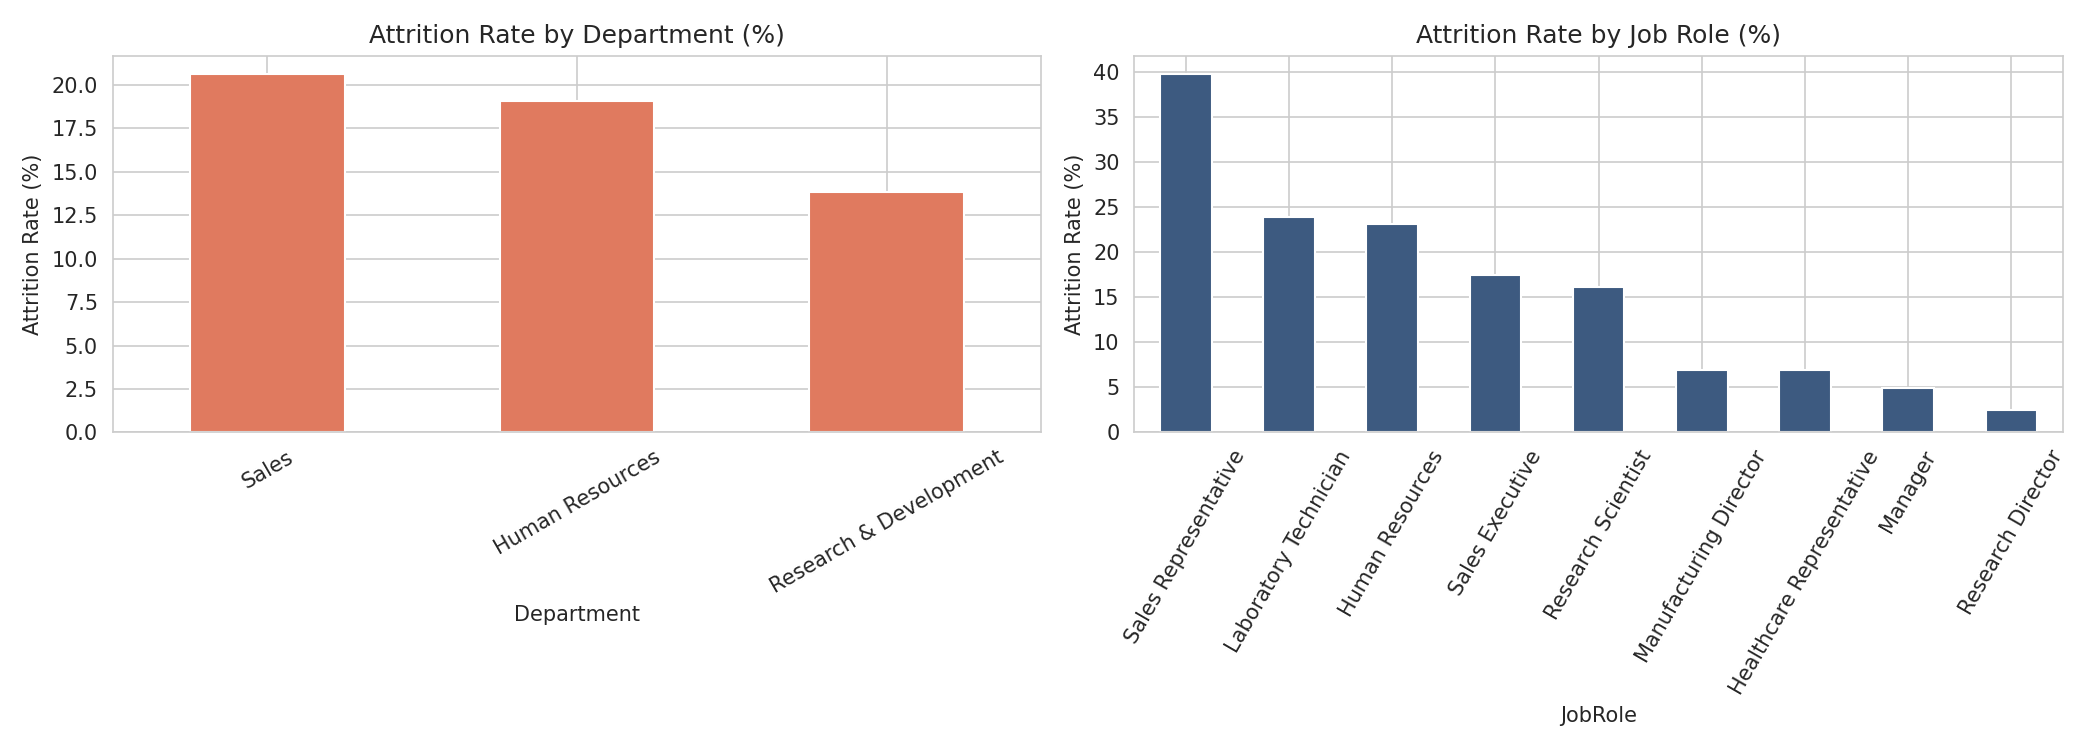 Attrition Rate by Department (%)
Attrition Rate (%)
20.0
17.5
15.0
12.5
10.0
7.5
5.0
2.5
0.0
Sales
Human Resources
Research & Development
Department
Attrition Rate by Job Role (%)
Attrition Rate (%)
40
35
30
25
20
15
10
5
0
Sales Representative
Laboratory Technician
Human Resources
Sales Executive
Research Scientist
Manufacturing Director
Healthcare Representative
Manager
Research Director
JobRole